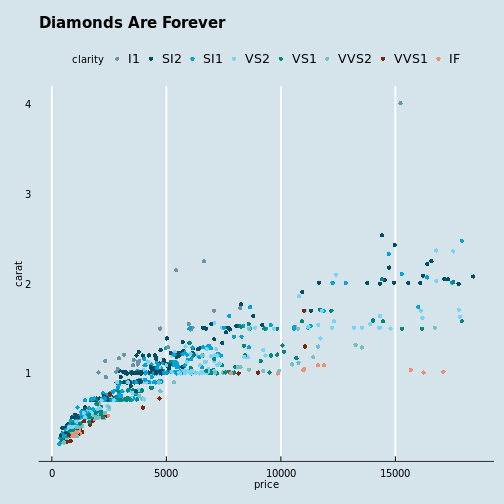 Diamonds Are Forever
clarity I1 SI2 SI1 VS2 VS1 VVS2 VVS1 IF
4
3
2
1
carat
0 5000 10000 15000
price